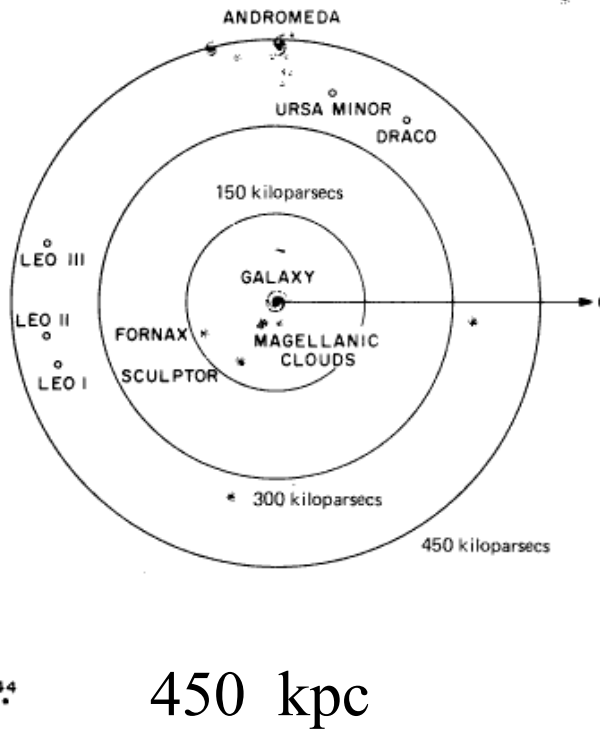 ANDROMEDA
URSA MINOR
DRACO
150 kiloparsecs
LEO III
GALAXY
LEO II
FORNAX
MAGELLANIC
CLOUDS
LEO I
SCULPTOR
300 kiloparsecs
450 kiloparsecs
450 kpc